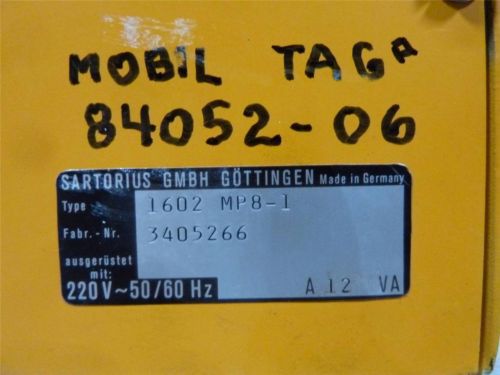 MOBIL TAG A
84052-06
SARTORIUS GMBH GÖTTINGEN Made in Germany
Type 1602 MP8-1
Fabr.-Nr. 3405266
ausgerüstet
mit:
220V~50/60 Hz A 12 VA